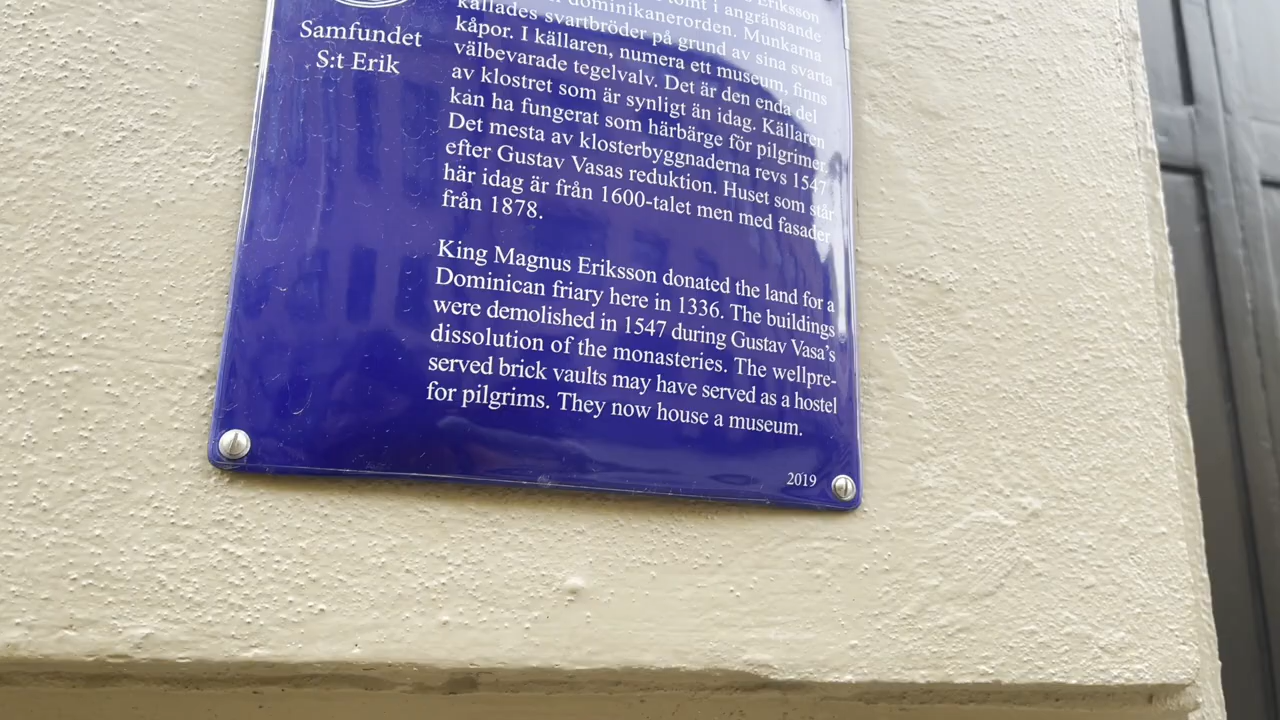 Samfundet
S:t Erik
Eriksson
tomt i angränsande
dominikanerorden. Munkarna
kallades svartbröder på grund av sina svarta
kåpor. I källaren, numera ett museum, finns
välbevarade tegelvalv. Det är den enda del
av klostret som är synligt än idag. Källaren
kan ha fungerat som härbärge för pilgrimer.
Det mesta av klosterbyggnaderna revs 1547
efter Gustav Vasas reduktion. Huset som står
här idag är från 1600-talet men med fasader
från 1878.
King Magnus Eriksson donated the land for a
Dominican friary here in 1336. The buildings
were demolished in 1547 during Gustav Vasa's
dissolution of the monasteries. The wellpre-
served brick vaults may have served as a hostel
for pilgrims. They now house a museum.
2019